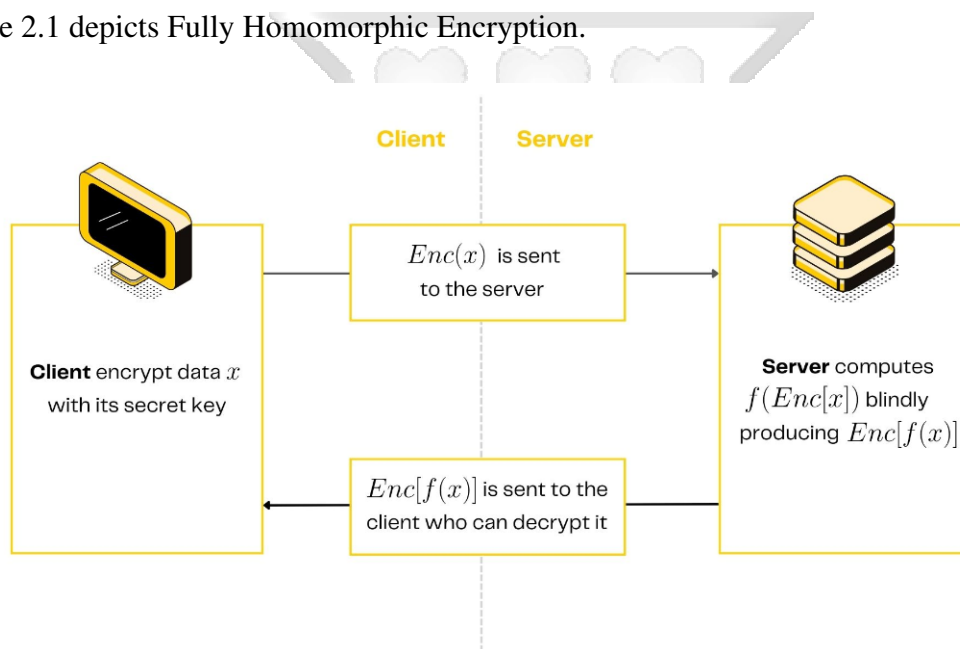 e 2.1 depicts Fully Homomorphic Encryption.
Client
Server
Enc(x) is sent
to the server
Client encrypt data x
with its secret key
Server computes
f(Enc[x]) blindly
producing Enc[f(x)]
Enc[f(x)] is sent to the
client who can decrypt it